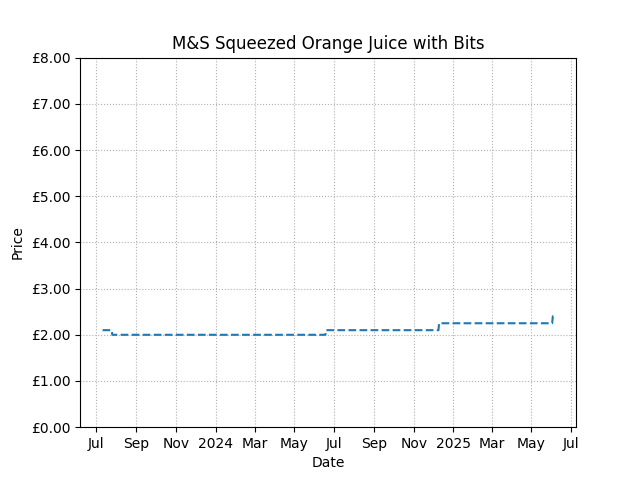 M&S Squeezed Orange Juice with Bits
£8.00
£7.00
£6.00
£5.00
£4.00
£3.00
£2.00
£1.00
£0.00
Price
Jul Sep Nov 2024 Mar May Jul Sep Nov 2025 Mar May Jul
Date